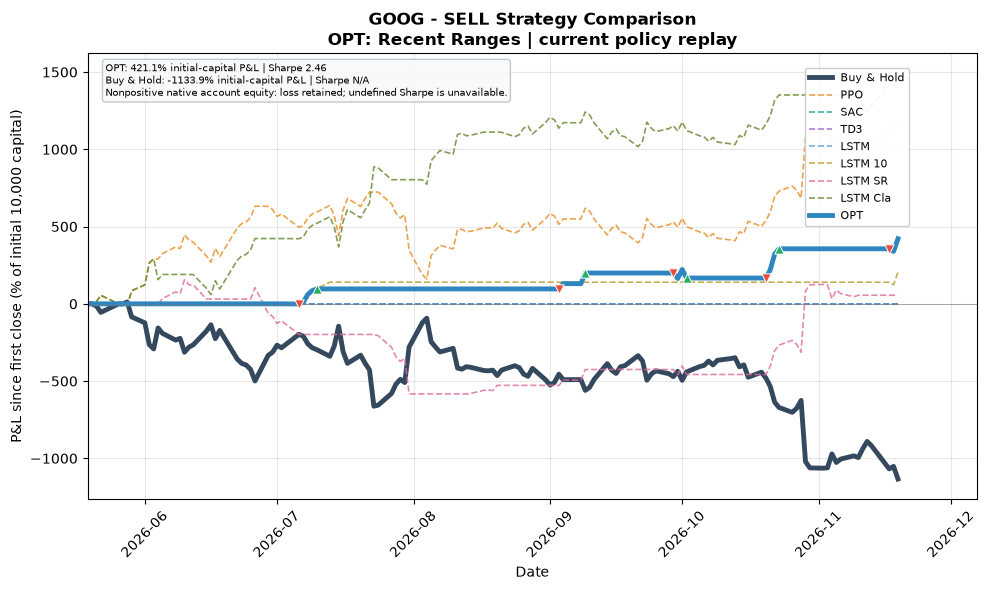 GOOG - SELL Strategy Comparison
OPT: Recent Ranges | current policy replay
OPT: 421.1% initial-capital P&L | Sharpe 2.46
Buy & Hold: -1133.9% initial-capital P&L | Sharpe N/A
Nonpositive native account equity: loss retained; undefined Sharpe is unavailable.
Buy & Hold
PPO
SAC
TD3
LSTM
LSTM 10
LSTM SR
LSTM Cla
OPT
P&L since first close (% of initial 10,000 capital)
1500
1000
500
0
−500
−1000
2026-06
2026-07
2026-08
2026-09
2026-10
2026-11
2026-12
Date